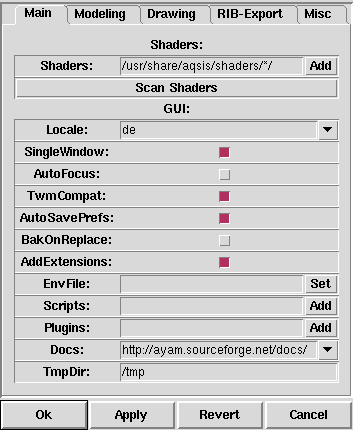 Main Modeling Drawing RIB-Export Misc
Shaders:
Shaders: /usr/share/aqsis/shaders/*/ Add
Scan Shaders
GUI:
Locale: de
SingleWindow:
AutoFocus:
TwmCompat:
AutoSavePrefs:
BakOnReplace:
AddExtensions:
EnvFile: Set
Scripts: Add
Plugins: Add
Docs: http://ayam.sourceforge.net/docs/
TmpDir: /tmp
Ok Apply Revert Cancel